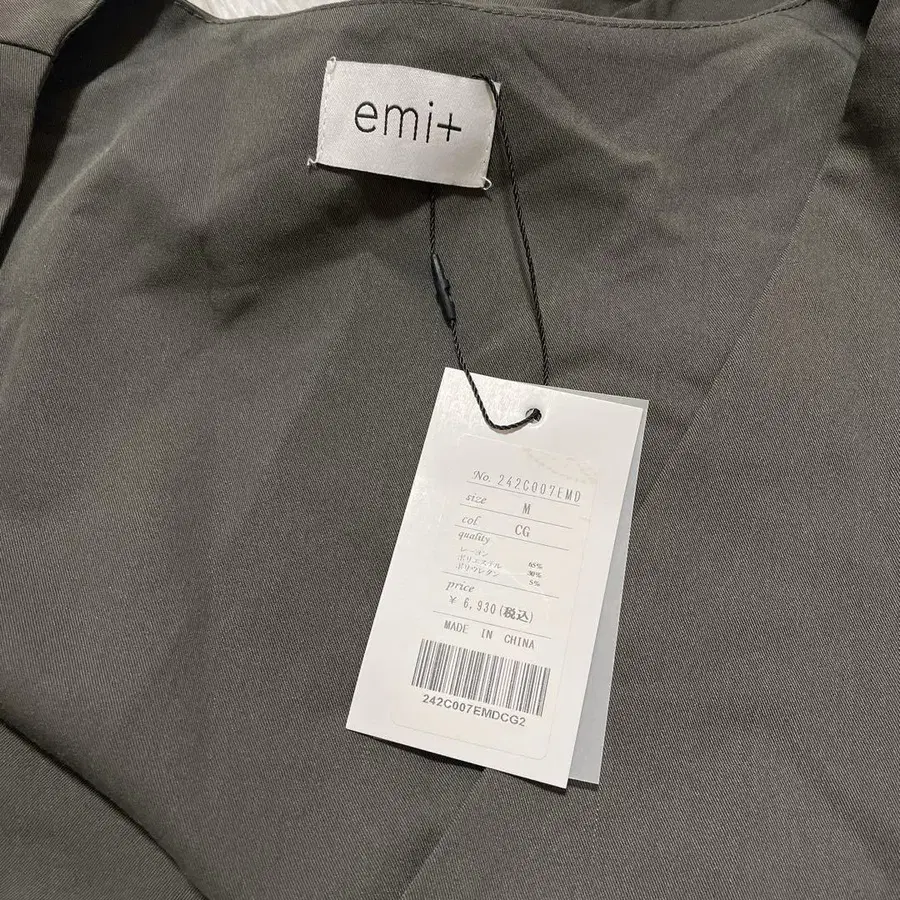 emi+
No. 242C007EMD
size M
col CG
quality
レーヨン 65%
ポリエステル 30%
ポリウレタン 5%
price
¥ 6,930(税込)
MADE IN CHINA
242C007EMDCG2